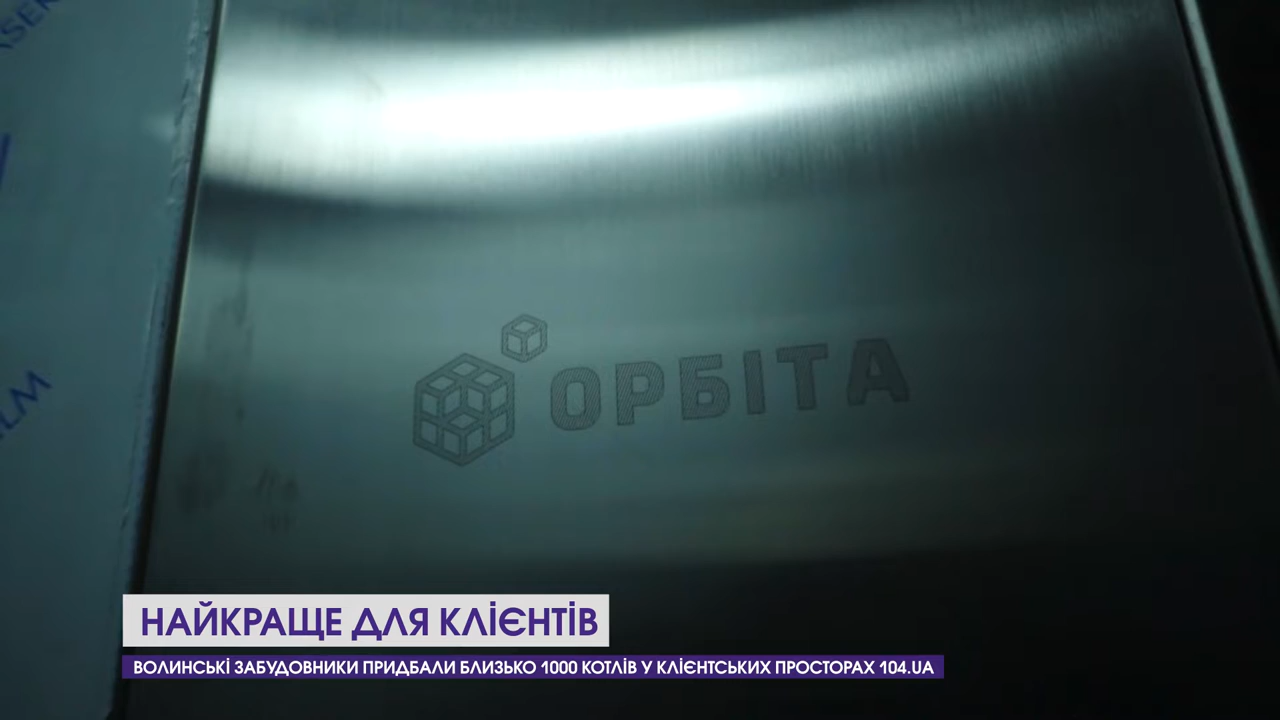 ОРБІТА
НАЙКРАЩЕ ДЛЯ КЛІЄНТІВ
ВОЛИНСЬКІ ЗАБУДОВНИКИ ПРИДБАЛИ БЛИЗЬКО 1000 КОТЛІВ У КЛІЄНТСЬКИХ ПРОСТОРАХ 104.UA